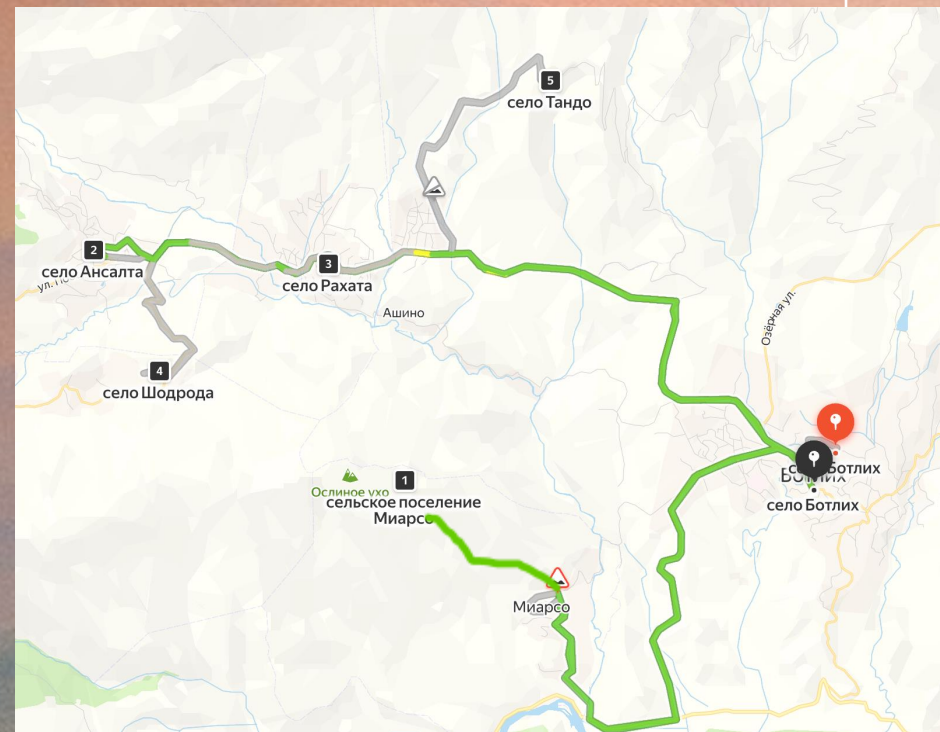 5
село Тандо
2
село Ансалта
3
село Рахата
Ашино
Озёрная ул.
4
село Шодрода
1
Ослиное ухо
сельское поселение
Миарсо
село Ботлих
Ботлих
село Ботлих
Миарсо